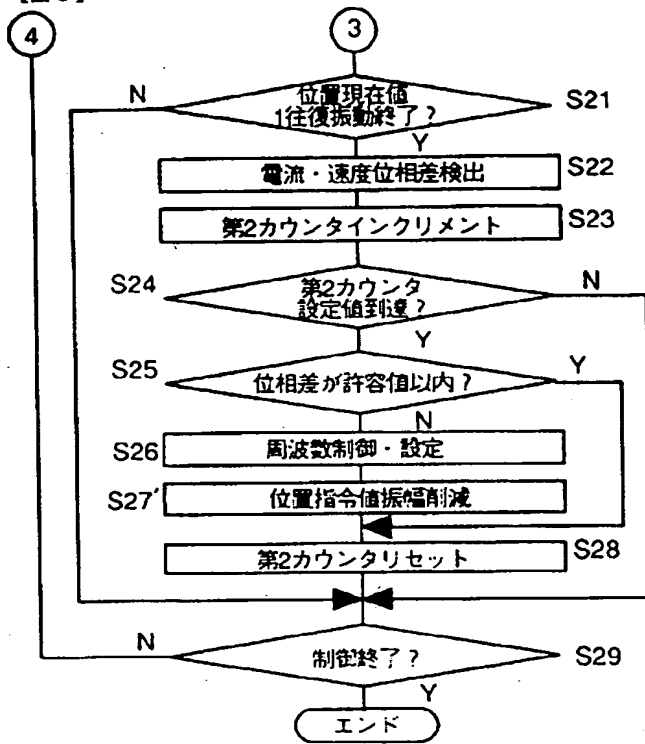 4
3
N
位置現在値
1往復振動終了?
S21
Y
電流・速度位相差検出
S22
第2カウンタインクリメント
S23
S24
第2カウンタ
設定値到達?
N
Y
S25
位相差が許容値以内?
Y
N
S26
周波数制御・設定
S27'
位置指令値振幅削減
第2カウンタリセット
S28
N
制御終了?
S29
Y
エンド